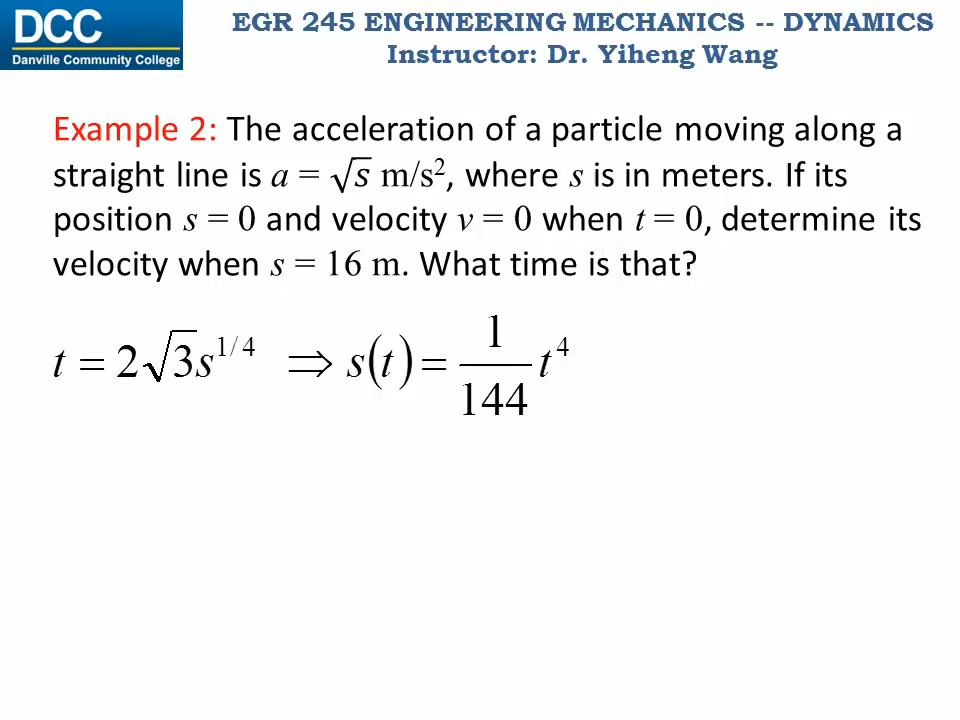 DCC
Danville Community College
EGR 245 ENGINEERING MECHANICS -- DYNAMICS
Instructor: Dr. Yiheng Wang
Example 2: The acceleration of a particle moving along a
straight line is a = √s m/s², where s is in meters. If its
position s = 0 and velocity v = 0 when t = 0, determine its
velocity when s = 16 m. What time is that?
t = 2√3s^{1/4} ⇒ s(t) = \frac{1}{144} t⁴